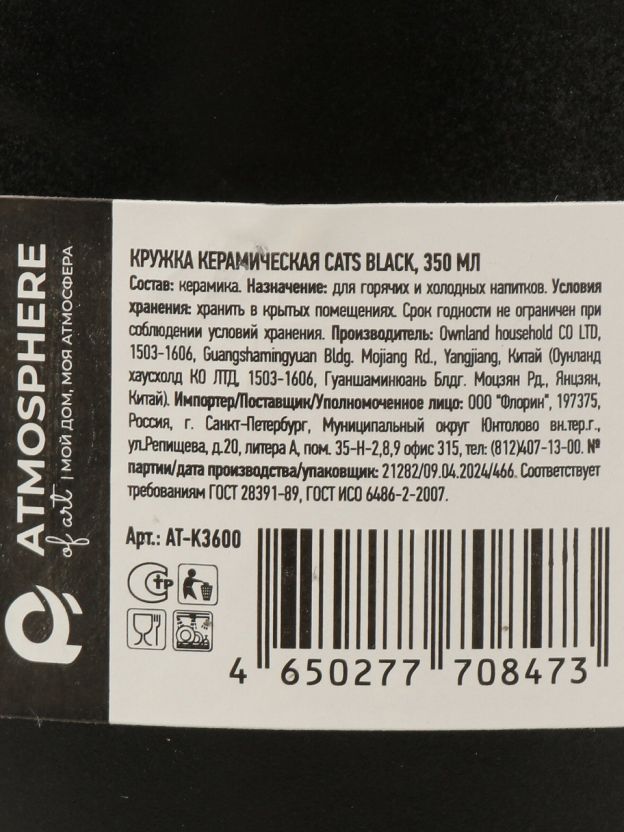 ATMOSPHERE
of art | МОЙ ДОМ, МОЯ АТМОСФЕРА
КРУЖКА КЕРАМИЧЕСКАЯ CATS BLACK, 350 МЛ
Состав: керамика. Назначение: для горячих и холодных напитков. Условия
хранения: хранить в крытых помещениях. Срок годности не ограничен при
соблюдении условий хранения. Производитель: Ownland household CO LTD,
1503-1606, Guangshamingyuan Bldg. Mojiang Rd., Yangjiang, Китай (Оунланд
хаусхолд КО ЛТД, 1503-1606, Гуаншаминюань Блдг. Моцзян Рд., Янцзян,
Китай). Импортер/Поставщик/Уполномоченное лицо: ООО "Флорин", 197375,
Россия, г. Санкт-Петербург, Муниципальный округ Юнтолово вн.тер.г.,
ул.Репищева, д.20, литера А, пом. 35-Н-2,8,9 офис 315, тел: (812)407-13-00. №
партии/дата производства/упаковщик: 21282/09.04.2024/466. Соответствует
требованиям ГОСТ 28391-89, ГОСТ ИСО 6486-2-2007.
Арт.: AT-K3600
4 650277 708473